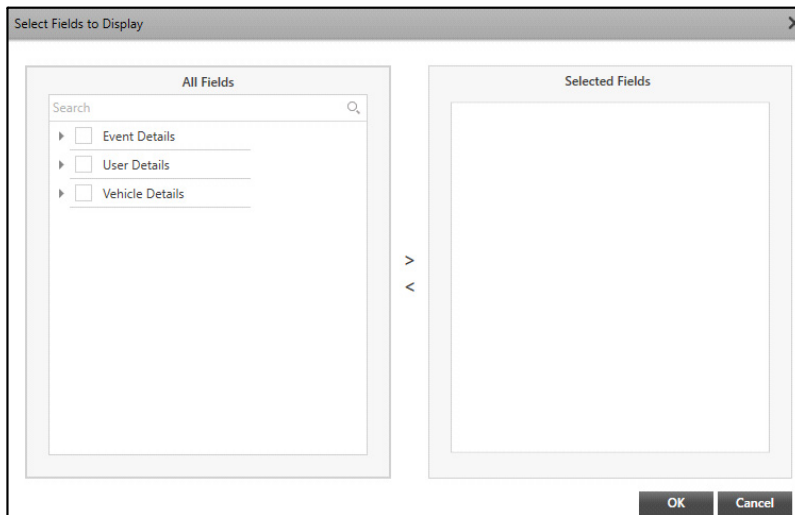 Select Fields to Display
All Fields
Search
Event Details
User Details
Vehicle Details
>
<
Selected Fields
OK
Cancel